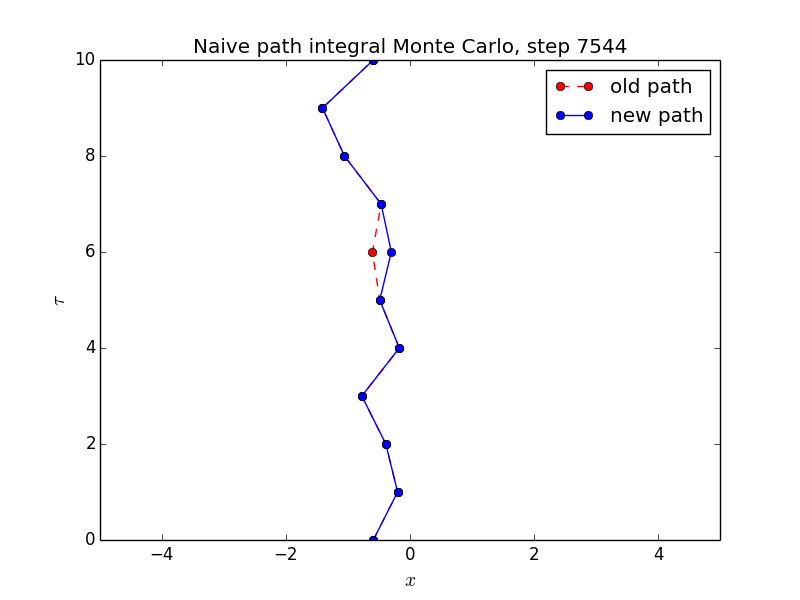 Naive path integral Monte Carlo, step 7544
old path
new path
10
8
6
4
2
0
τ
−4 −2 0 2 4
x